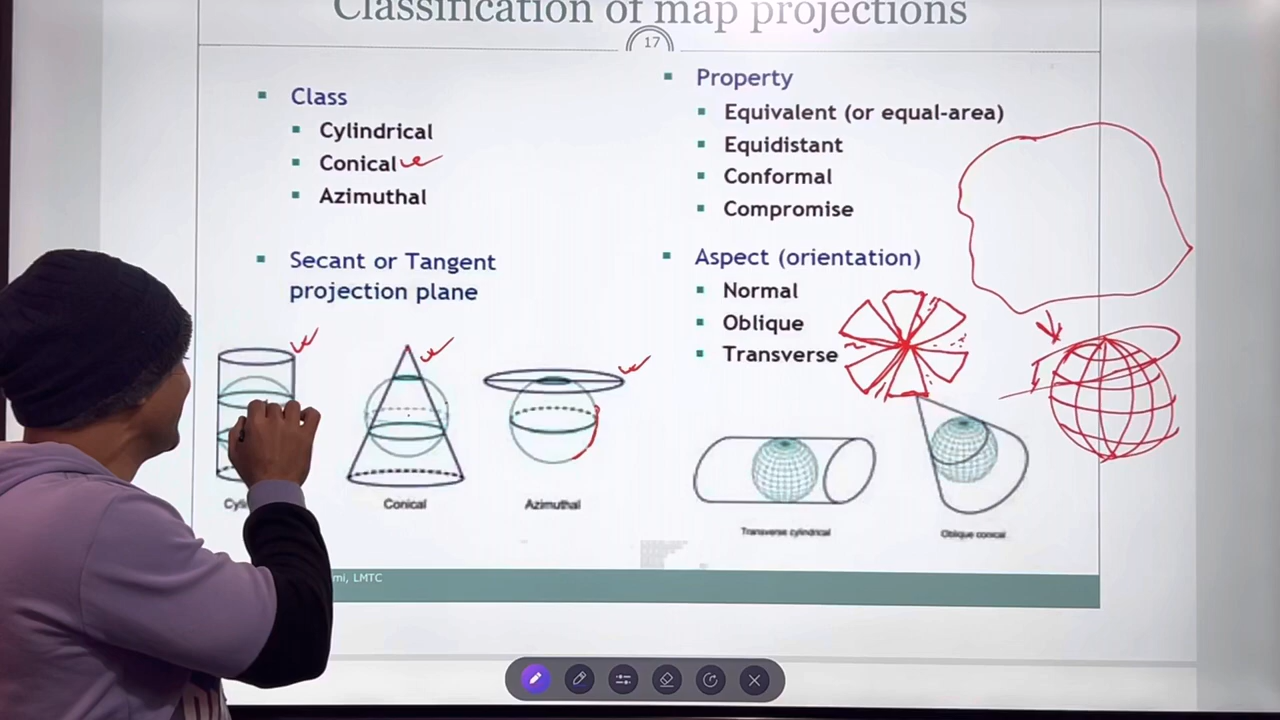 Classification of map projections
17
Class
Cylindrical
Conical
Azimuthal
Secant or Tangent
projection plane
Property
Equivalent (or equal-area)
Equidistant
Conformal
Compromise
Aspect (orientation)
Normal
Oblique
Transverse
Conical
Azimuthal
Transverse cylindrical
Oblique conical
LMTC